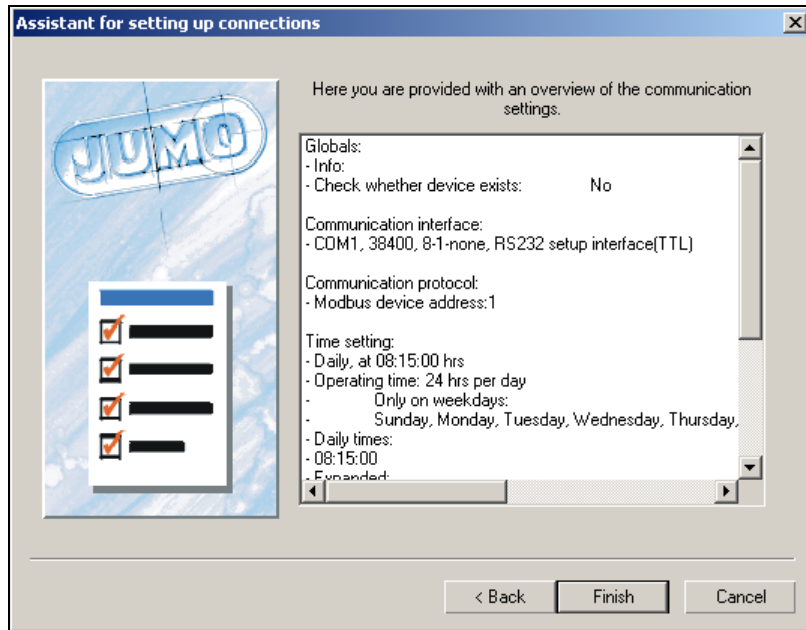 Assistant for setting up connections
JUMO
Here you are provided with an overview of the communication
settings.
Globals:
- Info:
- Check whether device exists: No
Communication interface:
- COM1, 38400, 8-1-none, RS232 setup interface(TTL)
Communication protocol:
- Modbus device address:1
Time setting:
- Daily, at 08:15:00 hrs
- Operating time: 24 hrs per day
- Only on weekdays:
- Sunday, Monday, Tuesday, Wednesday, Thursday,
- Daily times:
- 08:15:00
- Expanded:
< Back Finish Cancel